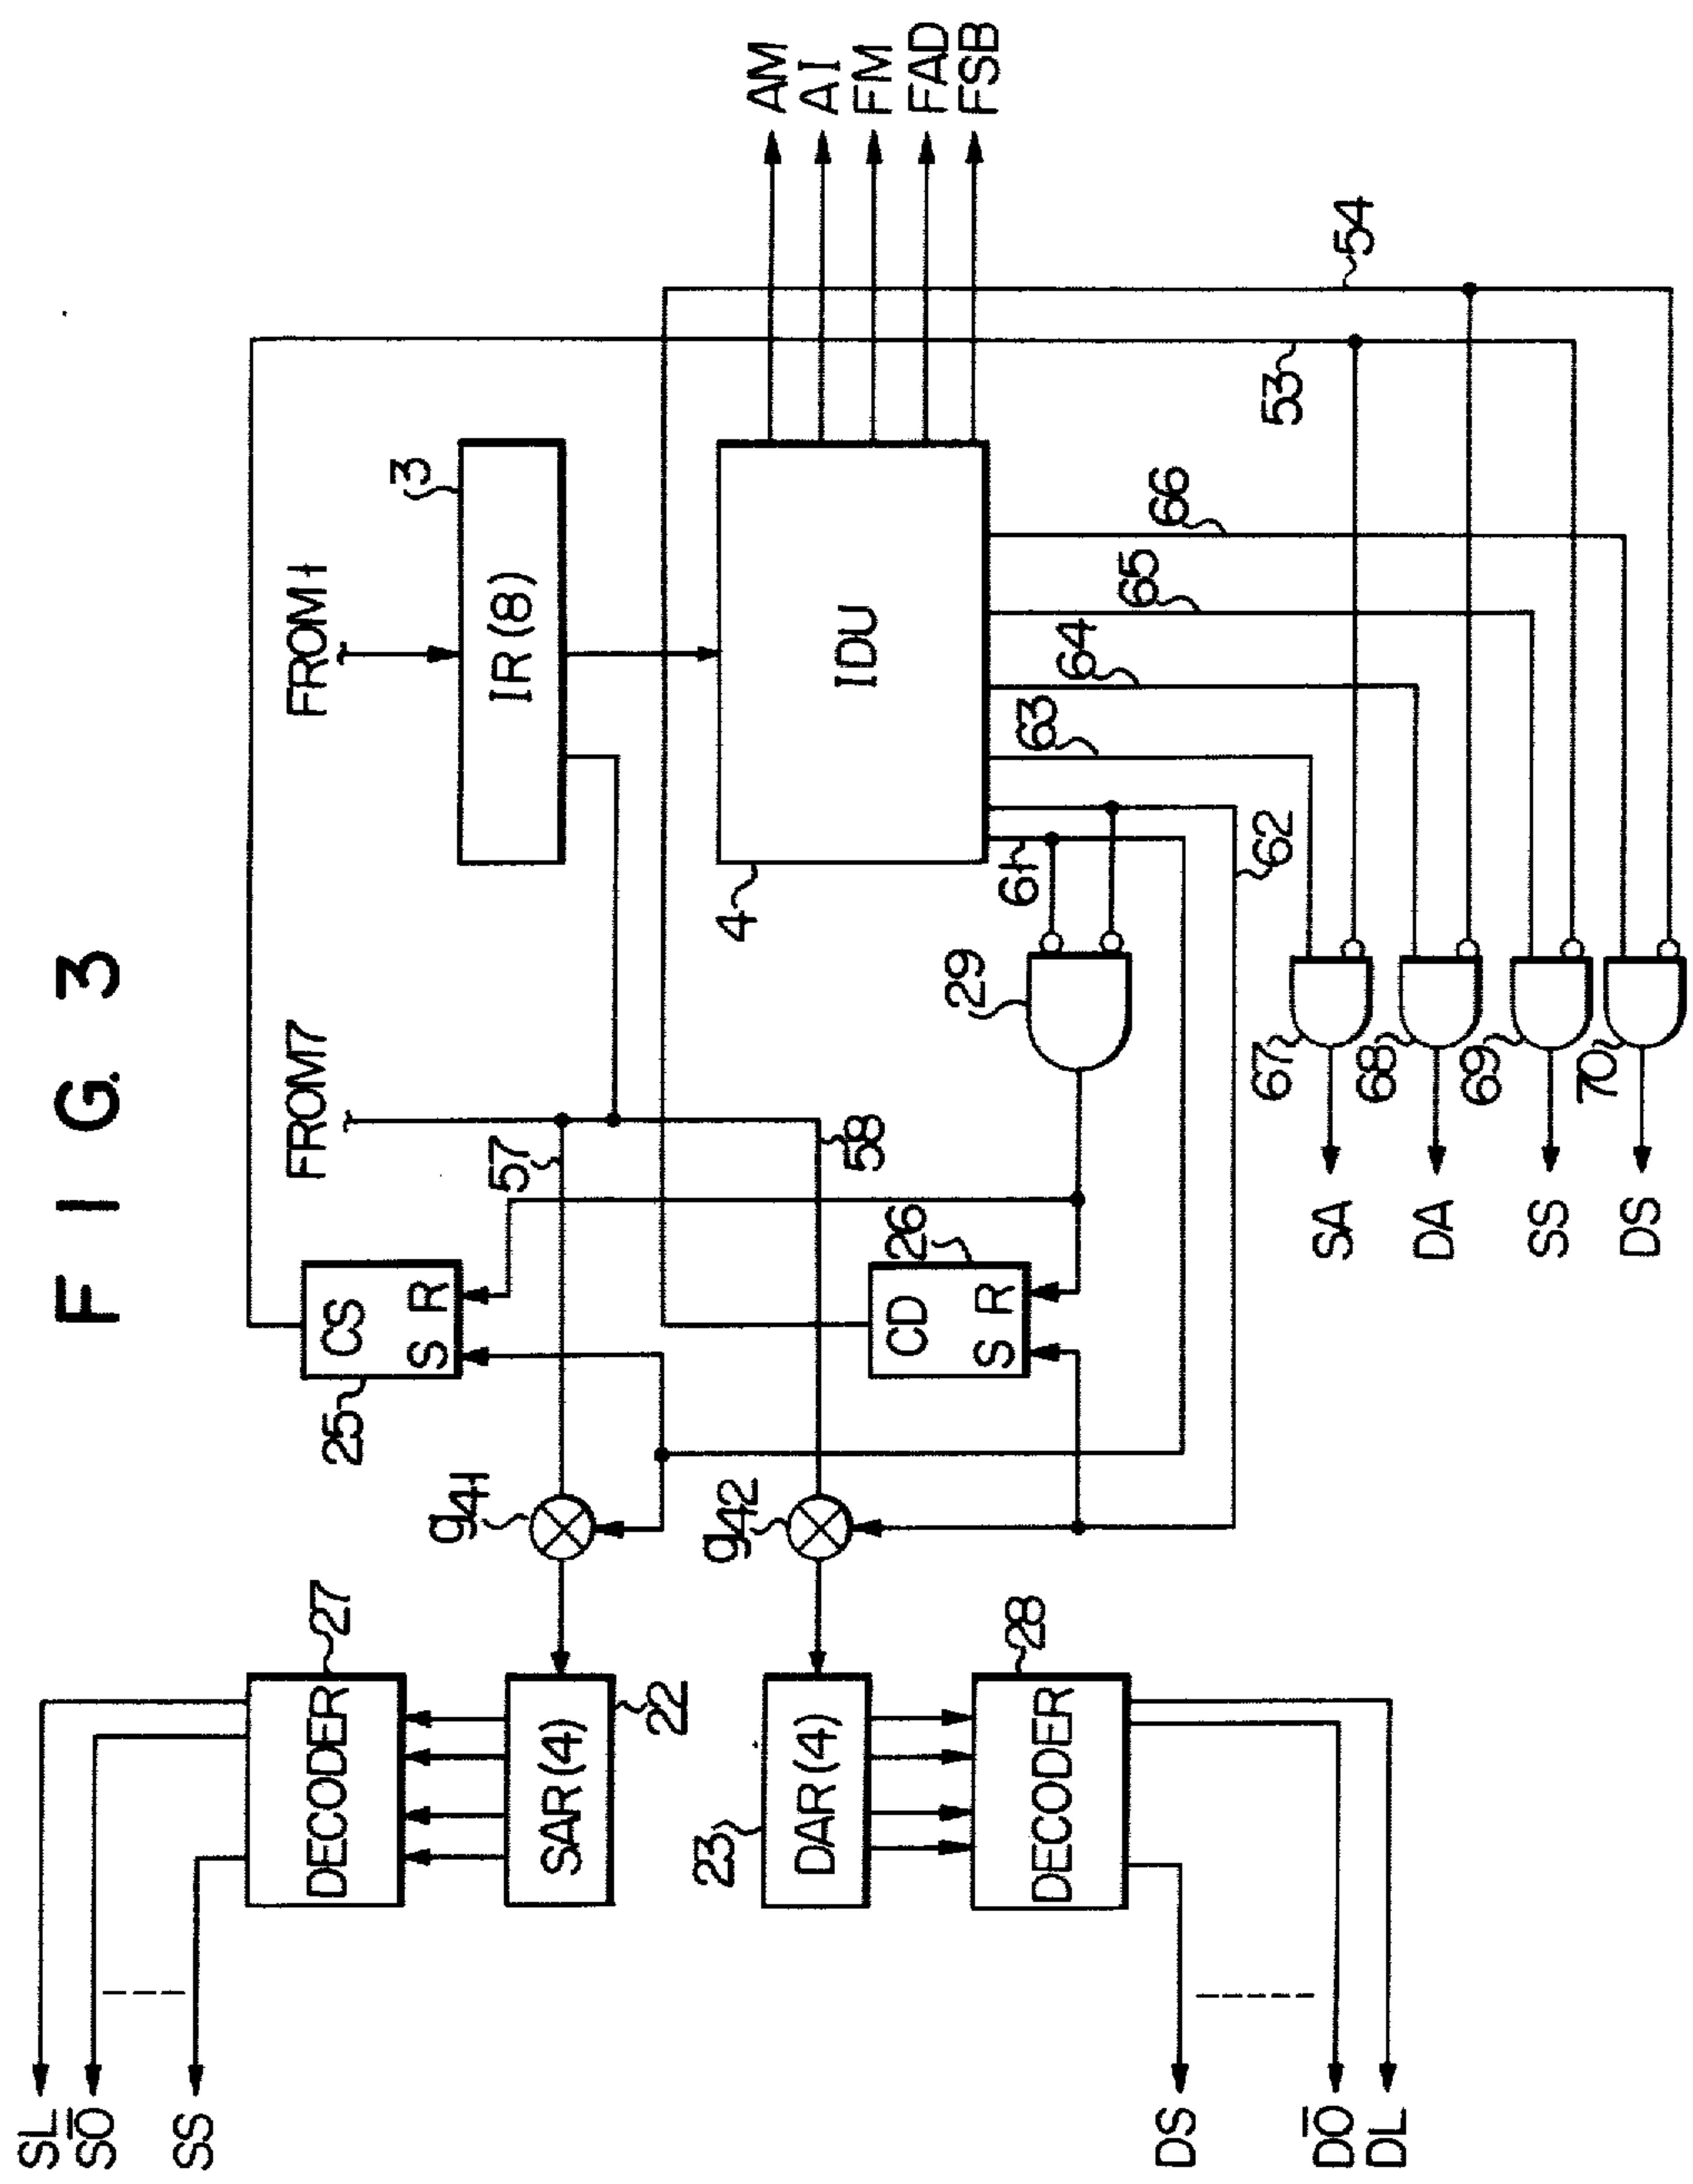 FIG. 3
FROM 7
FROM 1
SL
S̅O̅
SS
DECODER
27
SAR(4)
22
g41
57
25
CS
S R
IR(8)
3
DAR(4)
23
g42
58
CD
S R
26
DECODER
28
IDU
4
29
61
62
63
64
65
66
AM
AI
FM
FAD
FSB
53
54
67
68
69
70
SA
DA
SS
DS
DS
D̅O̅
DL